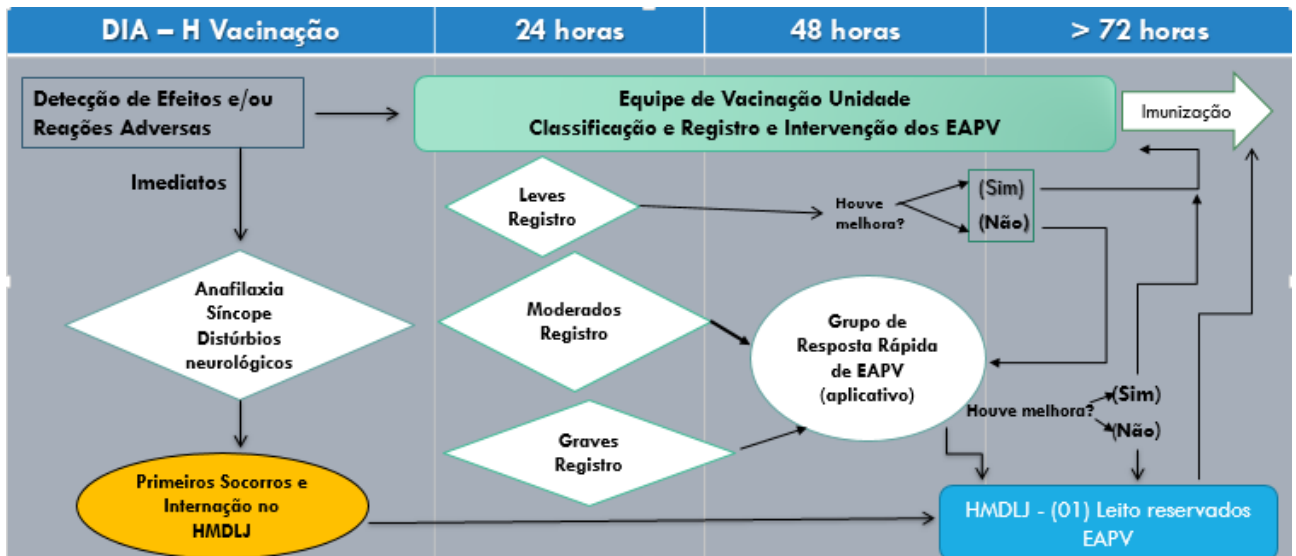 DIA – H Vacinação
24 horas
48 horas
> 72 horas
Detecção de Efeitos e/ou
Reações Adversas
Equipe de Vacinação Unidade
Classificação e Registro e Intervenção dos EAPV
Imunização
Imediatos
Leves
Registro
Houve
melhora?
(Sim)
(Não)
Anafilaxia
Síncope
Distúrbios
neurológicos
Moderados
Registro
Grupo de
Resposta Rápida
de EAPV
(aplicativo)
Houve melhora?
(Sim)
(Não)
Graves
Registro
Primeiros Socorros e
Internação no
HMDLJ
HMDLJ - (01) Leito reservados
EAPV